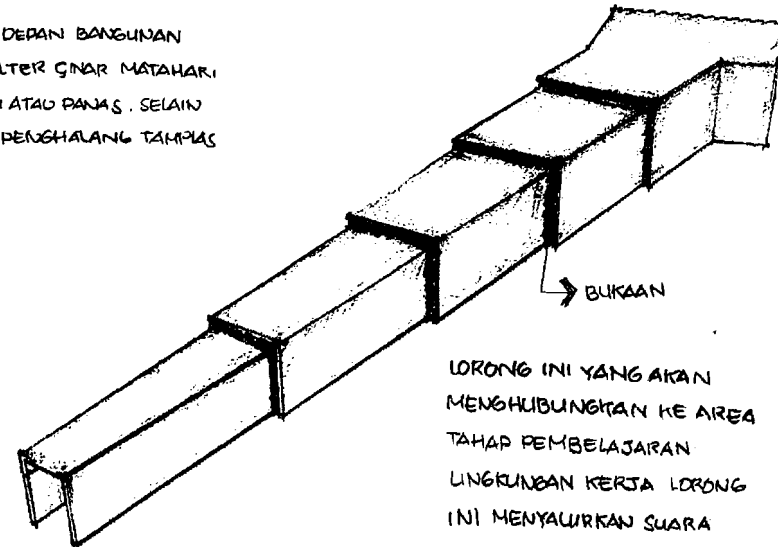 DEPAN BANGUNAN
LTER SINAR MATAHARI
ATAU PANAS. SELAIN
PENGHALANG TAMPIAS
BUKAAN
LORONG INI YANG AKAN
MENGHUBUNGKAN KE AREA
TAHAP PEMBELAJARAN
LINGKUNGAN KERJA LORONG
INI MENYALURKAN SUARA